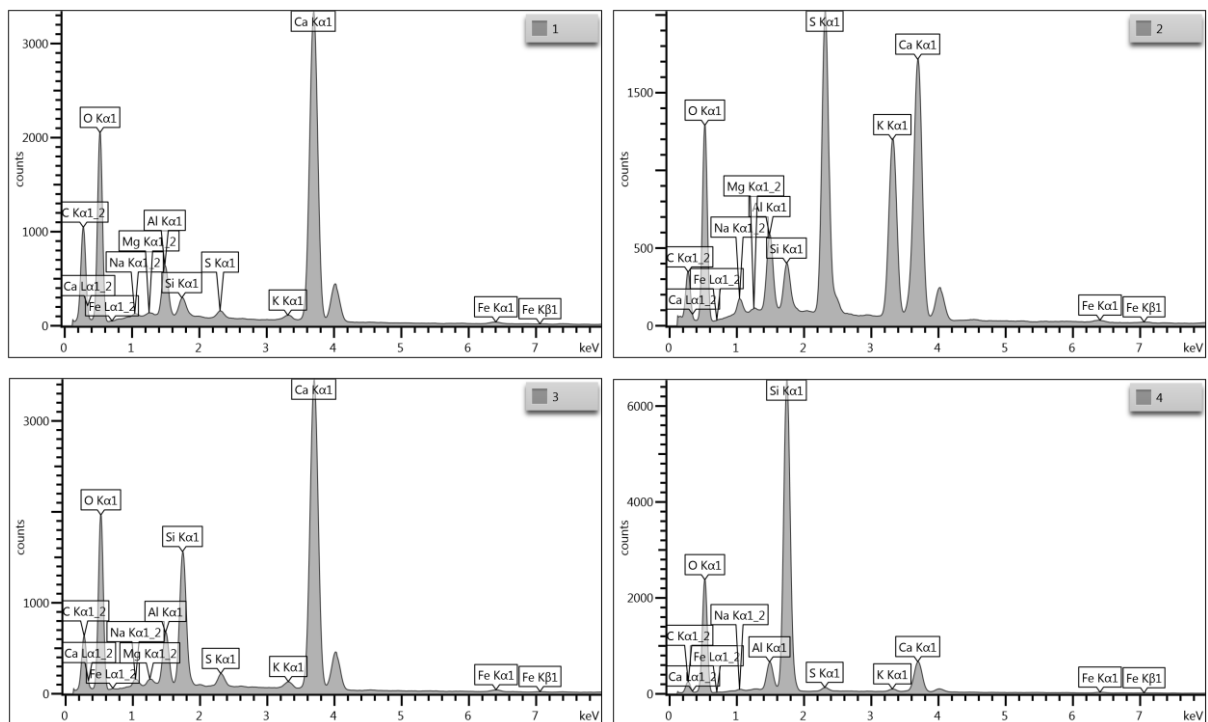 Ca Kα1
1
3000
O Kα1
2000
counts
C Kα1_2
1000
Al Kα1
Mg Kα1_2
Na Kα1_2
S Kα1
Ca Lα1_2
Si Kα1
Fe Lα1_2
K Kα1
Fe Kα1
Fe Kβ1
0
0 1 2 3 4 5 6 7 keV
S Kα1
2
Ca Kα1
1500
O Kα1
K Kα1
counts
Mg Kα1_2
Al Kα1
Na Kα1_2
500
Si Kα1
C Kα1_2
Fe Lα1_2
Ca Lα1_2
Fe Kα1
Fe Kβ1
0
0 1 2 3 4 5 6 7 keV
Ca Kα1
3
3000
O Kα1
counts
Si Kα1
1000
C Kα1_2
Al Kα1
Na Kα1_2
Ca Lα1_2
Mg Kα1_2
S Kα1
Fe Lα1_2
K Kα1
Fe Kα1
Fe Kβ1
0
0 1 2 3 4 5 6 7 keV
Si Kα1
4
6000
4000
counts
O Kα1
2000
Na Kα1_2
C Kα1_2
Fe Lα1_2
Al Kα1
Ca Kα1
Ca Lα1_2
S Kα1
K Kα1
Fe Kα1
Fe Kβ1
0
0 1 2 3 4 5 6 7 keV